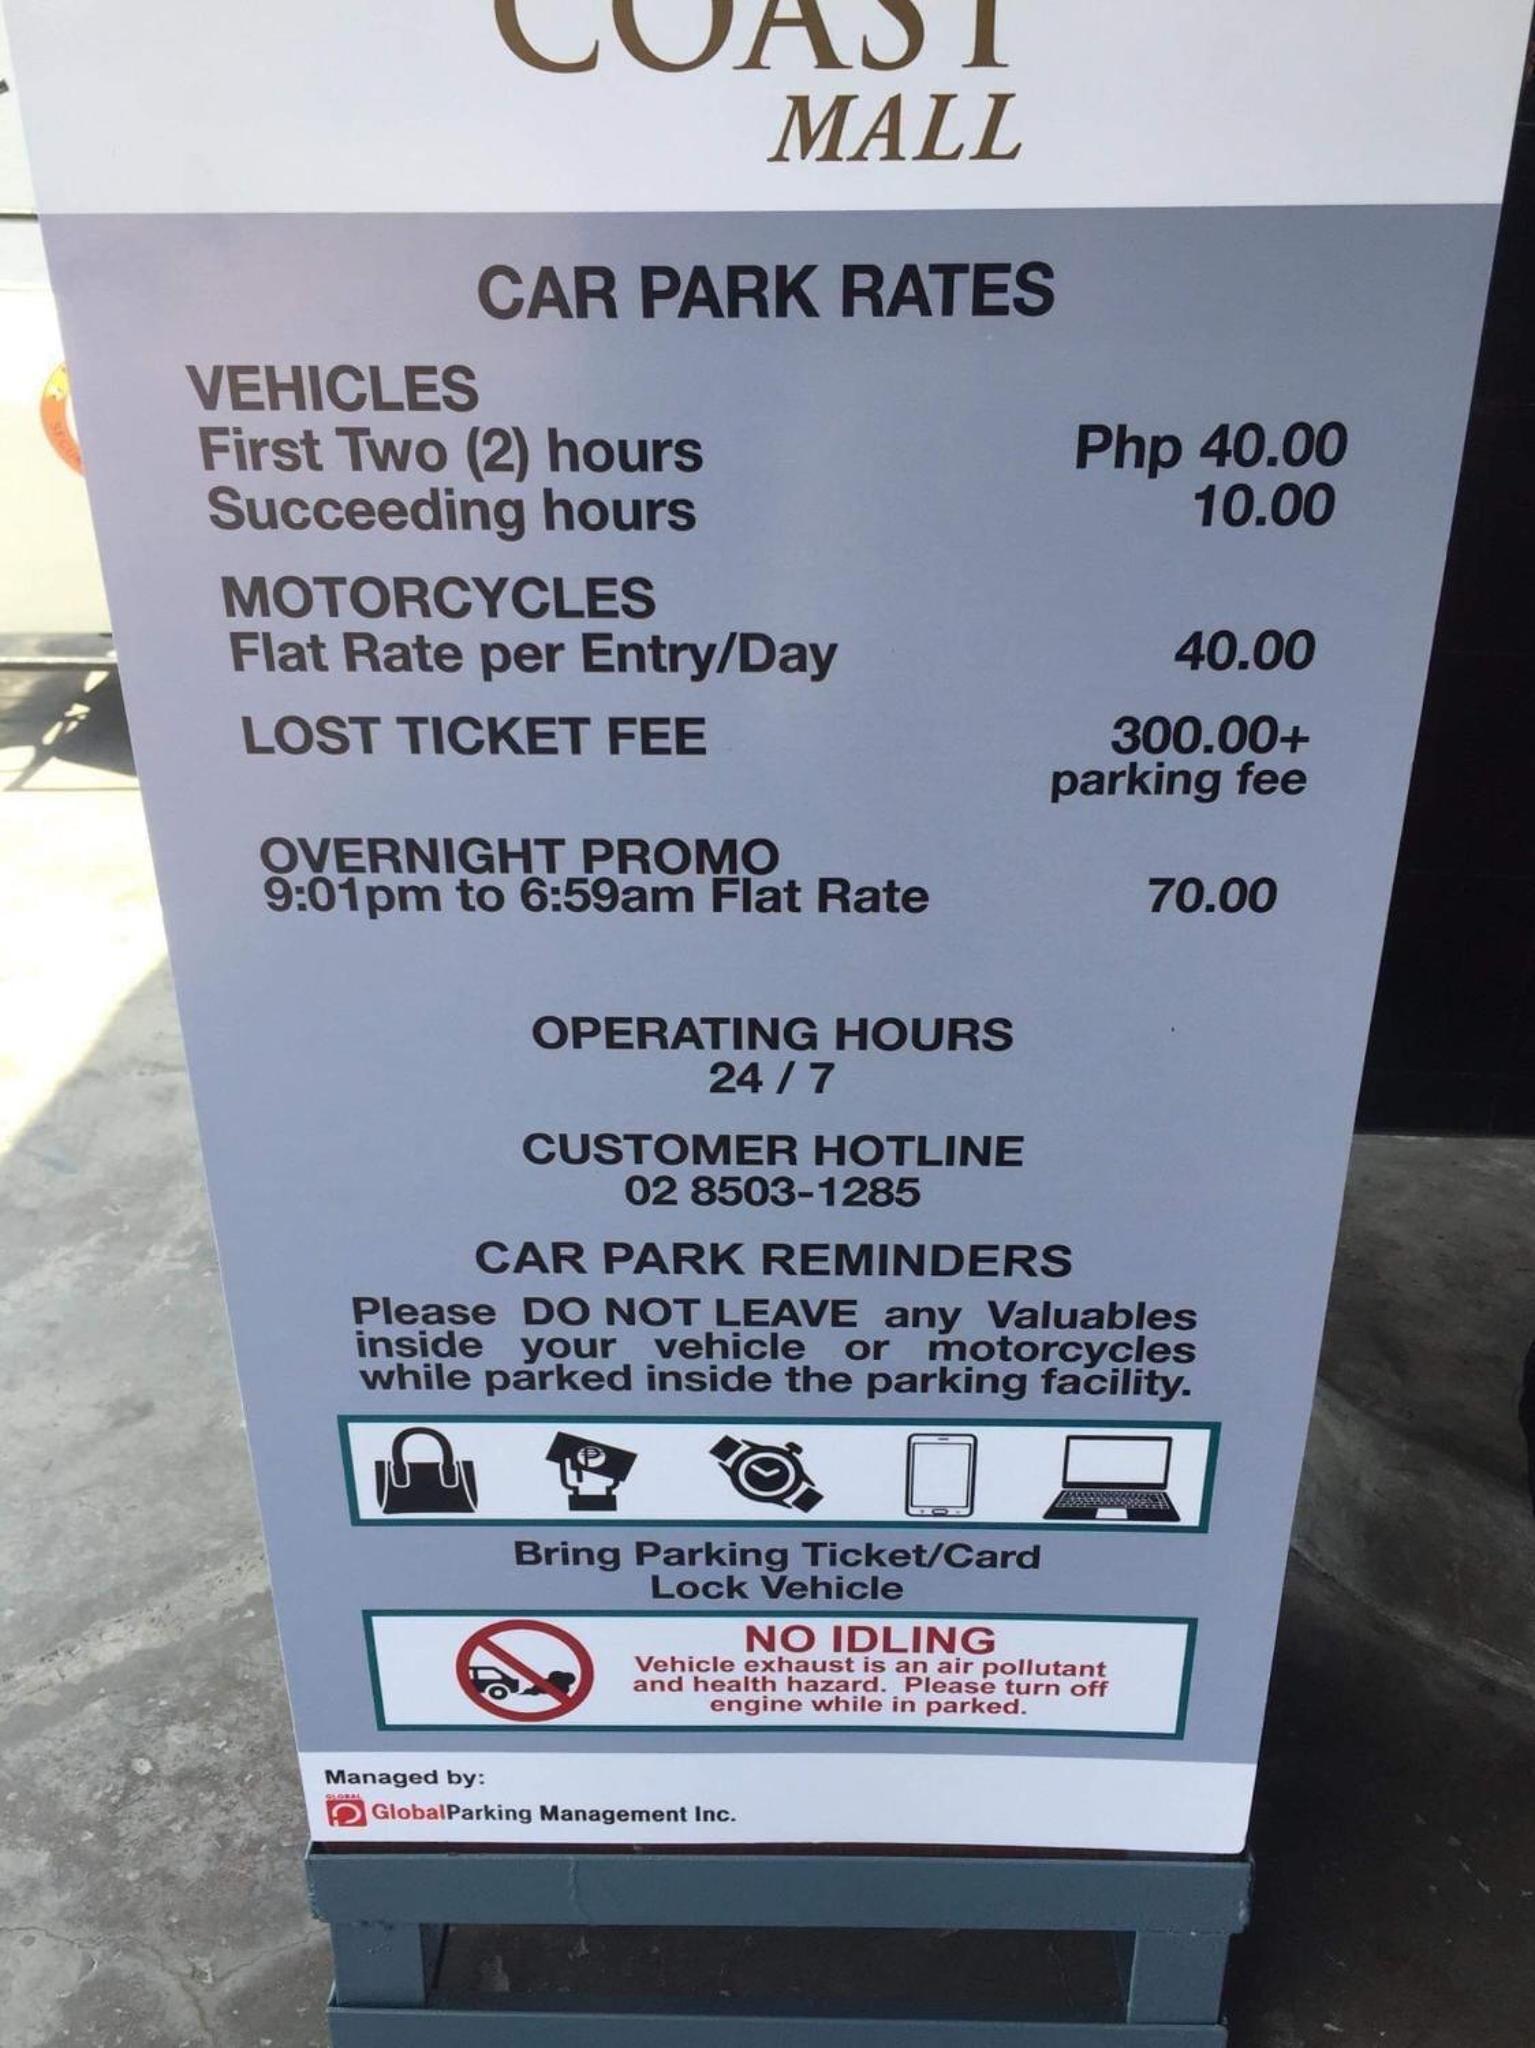 COAST
MALL
CAR PARK RATES
VEHICLES
First Two (2) hours Php 40.00
Succeeding hours 10.00
MOTORCYCLES
Flat Rate per Entry/Day 40.00
LOST TICKET FEE 300.00+
parking fee
OVERNIGHT PROMO
9:01pm to 6:59am Flat Rate 70.00
OPERATING HOURS
24 / 7
CUSTOMER HOTLINE
02 8503-1285
CAR PARK REMINDERS
Please DO NOT LEAVE any Valuables
inside your vehicle or motorcycles
while parked inside the parking facility.
₱
Bring Parking Ticket/Card
Lock Vehicle
NO IDLING
Vehicle exhaust is an air pollutant
and health hazard. Please turn off
engine while in parked.
Managed by:
GLOBAL
GlobalParking Management Inc.